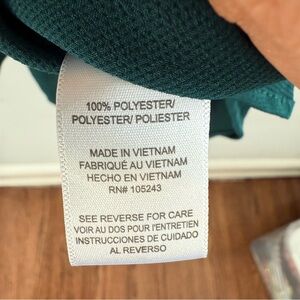 100% POLYESTER/
POLYESTER/ POLIESTER
MADE IN VIETNAM
FABRIQUÉ AU VIETNAM
HECHO EN VIETNAM
RN# 105243
SEE REVERSE FOR CARE
VOIR AU DOS POUR l'ENTRETIEN
INSTRUCCIONES DE CUIDADO
AL REVERSO